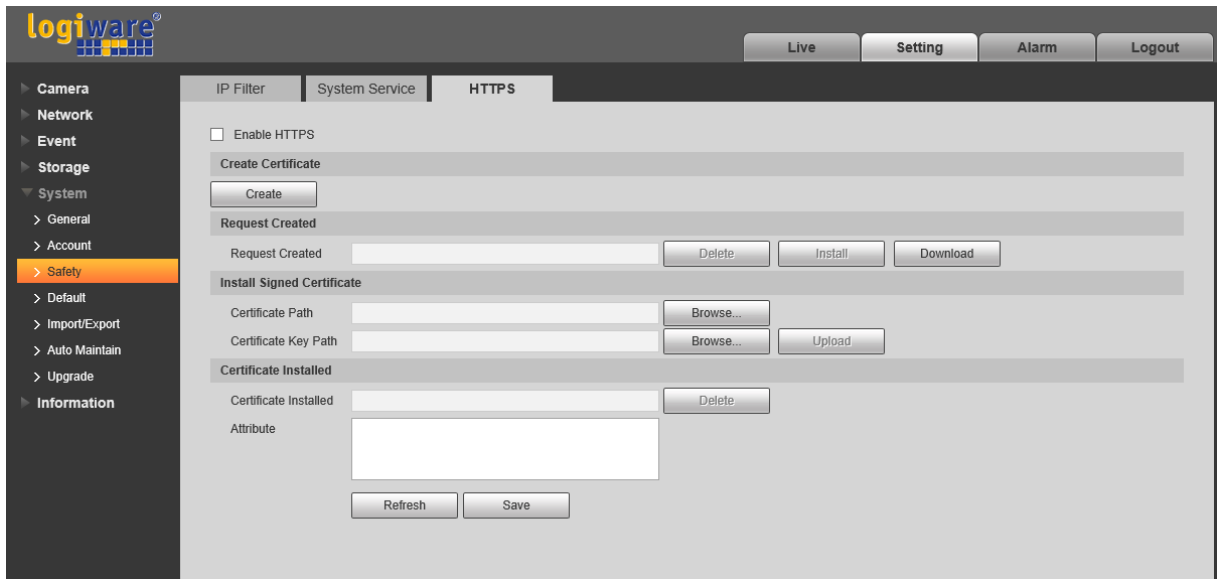 logiware®
Live Setting Alarm Logout
Camera
Network
Event
Storage
System
General
Account
Safety
Default
Import/Export
Auto Maintain
Upgrade
Information
IP Filter System Service HTTPS
Enable HTTPS
Create Certificate
Create
Request Created
Request Created Delete Install Download
Install Signed Certificate
Certificate Path Browse...
Certificate Key Path Browse... Upload
Certificate Installed
Certificate Installed Delete
Attribute
Refresh Save